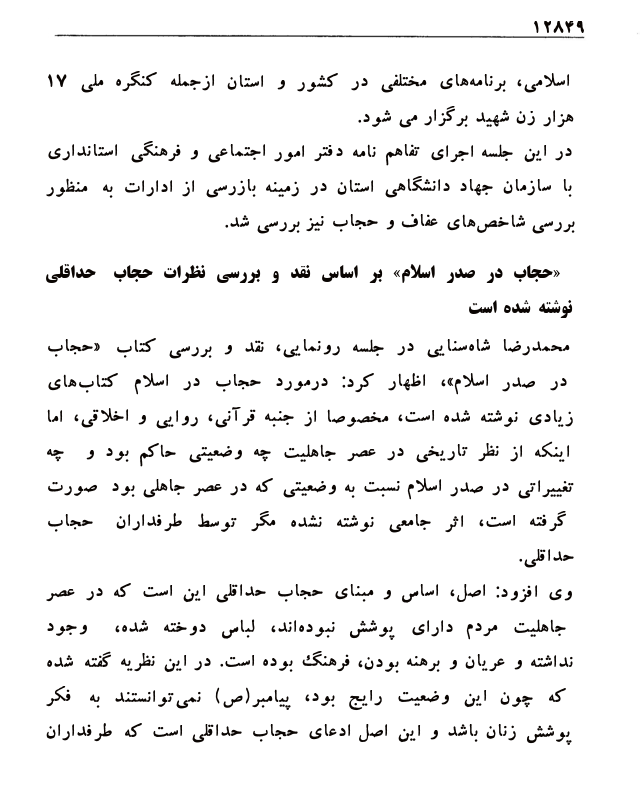 ۱۲۸۴۹
اسلامی، برنامه‌های مختلفی در کشور و استان ازجمله کنگره ملی ۱۷
هزار زن شهید برگزار می شود.
در این جلسه اجرای تفاهم نامه دفتر امور اجتماعی و فرهنگی استانداری
با سازمان جهاد دانشگاهی استان در زمینه بازرسی از ادارات به منظور
بررسی شاخص‌های عفاف و حجاب نیز بررسی شد.
«حجاب در صدر اسلام» بر اساس نقد و بررسی نظرات حجاب حداقلی
نوشته شده است
محمدرضا شاه‌سنایی در جلسه رونمایی، نقد و بررسی کتاب «حجاب
در صدر اسلام»، اظهار کرد: درمورد حجاب در اسلام کتاب‌های
زیادی نوشته شده است، مخصوصا از جنبه قرآنی، روایی و اخلاقی، اما
اینکه از نظر تاریخی در عصر جاهلیت چه وضعیتی حاکم بود و چه
تغییراتی در صدر اسلام نسبت به وضعیتی که در عصر جاهلی بود صورت
گرفته است، اثر جامعی نوشته نشده مگر توسط طرفداران حجاب
حداقلی.
وی افزود: اصل، اساس و مبنای حجاب حداقلی این است که در عصر
جاهلیت مردم دارای پوشش نبوده‌اند، لباس دوخته شده، وجود
نداشته و عریان و برهنه بودن، فرهنگ بوده است. در این نظریه گفته شده
که چون این وضعیت رایج بود، پیامبر(ص) نمی‌توانستند به فکر
پوشش زنان باشد و این اصل ادعای حجاب حداقلی است که طرفداران